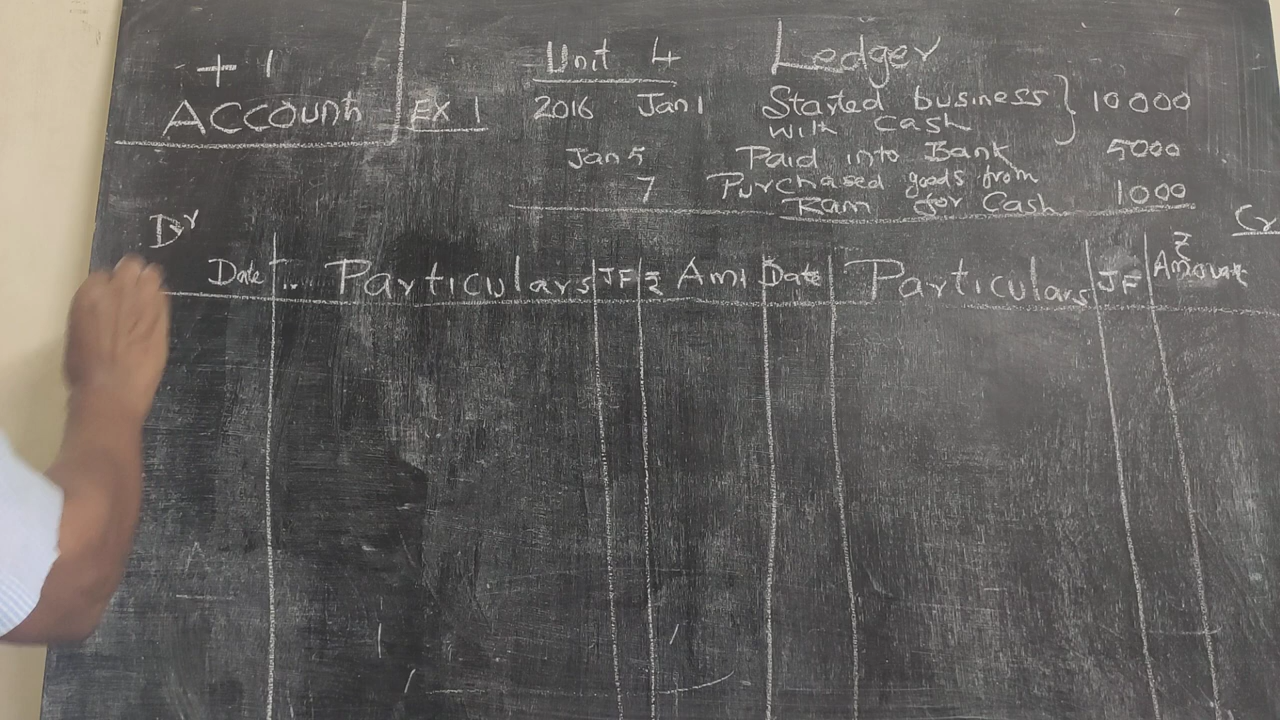 +1
ACCount
Unit 4 Ledger
EX 1 2016 Jan 1 Started business with cash } 10000
Jan 5 Paid into Bank 5000
7 Purchased goods from Ram for Cash 1000
Dr Cr
Date Particulars JF ₹ Amt Date Particulars JF ₹ Amount